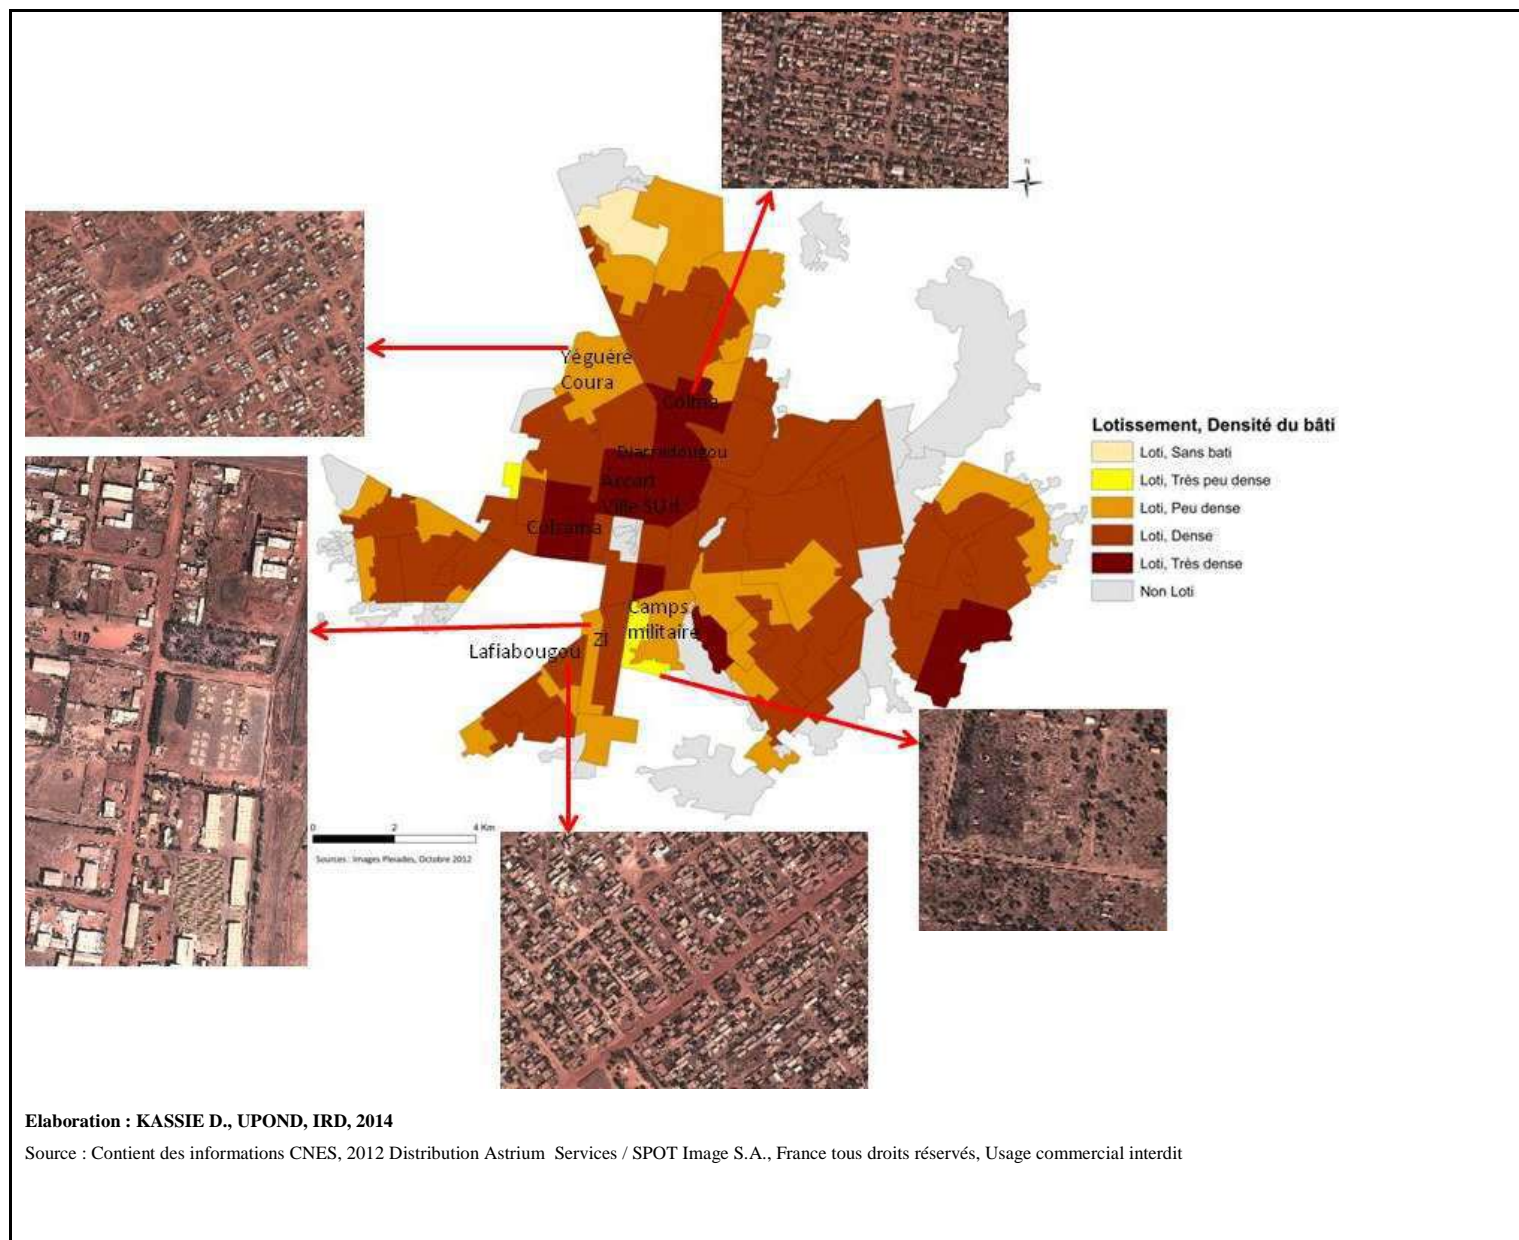 N
Yéguéré
Coura
Colma
Diarradougou
Accart
Ville SUd
Colsama
Camps
militaire
ZI
Lafiabougou
Lotissement, Densité du bâti
Loti, Sans bati
Loti, Très peu dense
Loti, Peu dense
Loti, Dense
Loti, Très dense
Non Loti
0 2 4 Km
Sources : Images Pleiades, Octobre 2012
Elaboration : KASSIE D., UPOND, IRD, 2014
Source : Contient des informations CNES, 2012 Distribution Astrium Services / SPOT Image S.A., France tous droits réservés, Usage commercial interdit